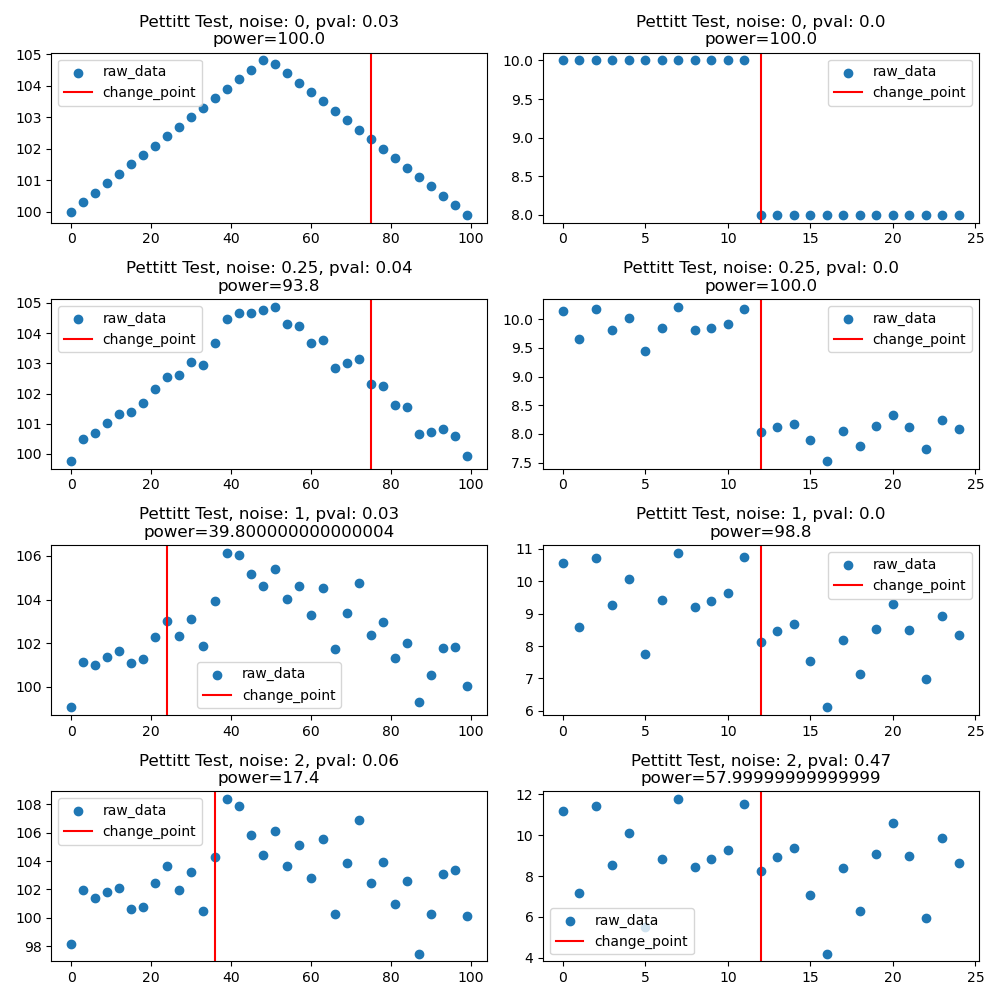 Pettitt Test, noise: 0, pval: 0.03
power=100.0
105
104
103
102
101
100
raw_data
change_point
0
20
40
60
80
100
Pettitt Test, noise: 0, pval: 0.0
power=100.0
10.0
9.5
9.0
8.5
8.0
raw_data
change_point
0
5
10
15
20
25
Pettitt Test, noise: 0.25, pval: 0.04
power=93.8
105
104
103
102
101
100
raw_data
change_point
0
20
40
60
80
100
Pettitt Test, noise: 0.25, pval: 0.0
power=100.0
10.0
9.5
9.0
8.5
8.0
7.5
raw_data
change_point
0
5
10
15
20
25
Pettitt Test, noise: 1, pval: 0.03
power=39.800000000000004
106
104
102
100
raw_data
change_point
0
20
40
60
80
100
Pettitt Test, noise: 1, pval: 0.0
power=98.8
11
10
9
8
7
6
raw_data
change_point
0
5
10
15
20
25
Pettitt Test, noise: 2, pval: 0.06
power=17.4
108
106
104
102
100
98
raw_data
change_point
0
20
40
60
80
100
Pettitt Test, noise: 2, pval: 0.47
power=57.99999999999999
12
10
8
6
4
raw_data
change_point
0
5
10
15
20
25